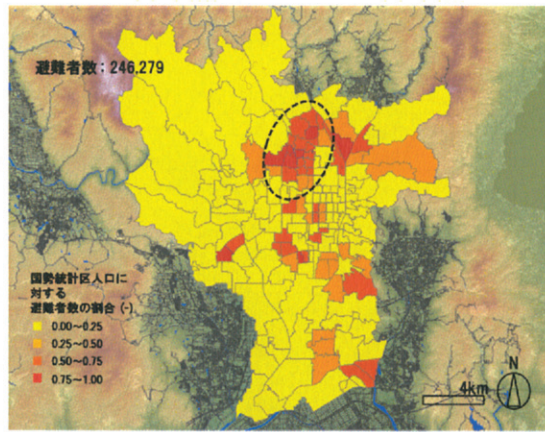 避難者数：246.279
国勢統計区人口に
対する
避難者数の割合 (-)
0.00～0.25
0.25～0.50
0.50～0.75
0.75～1.00
N
4km